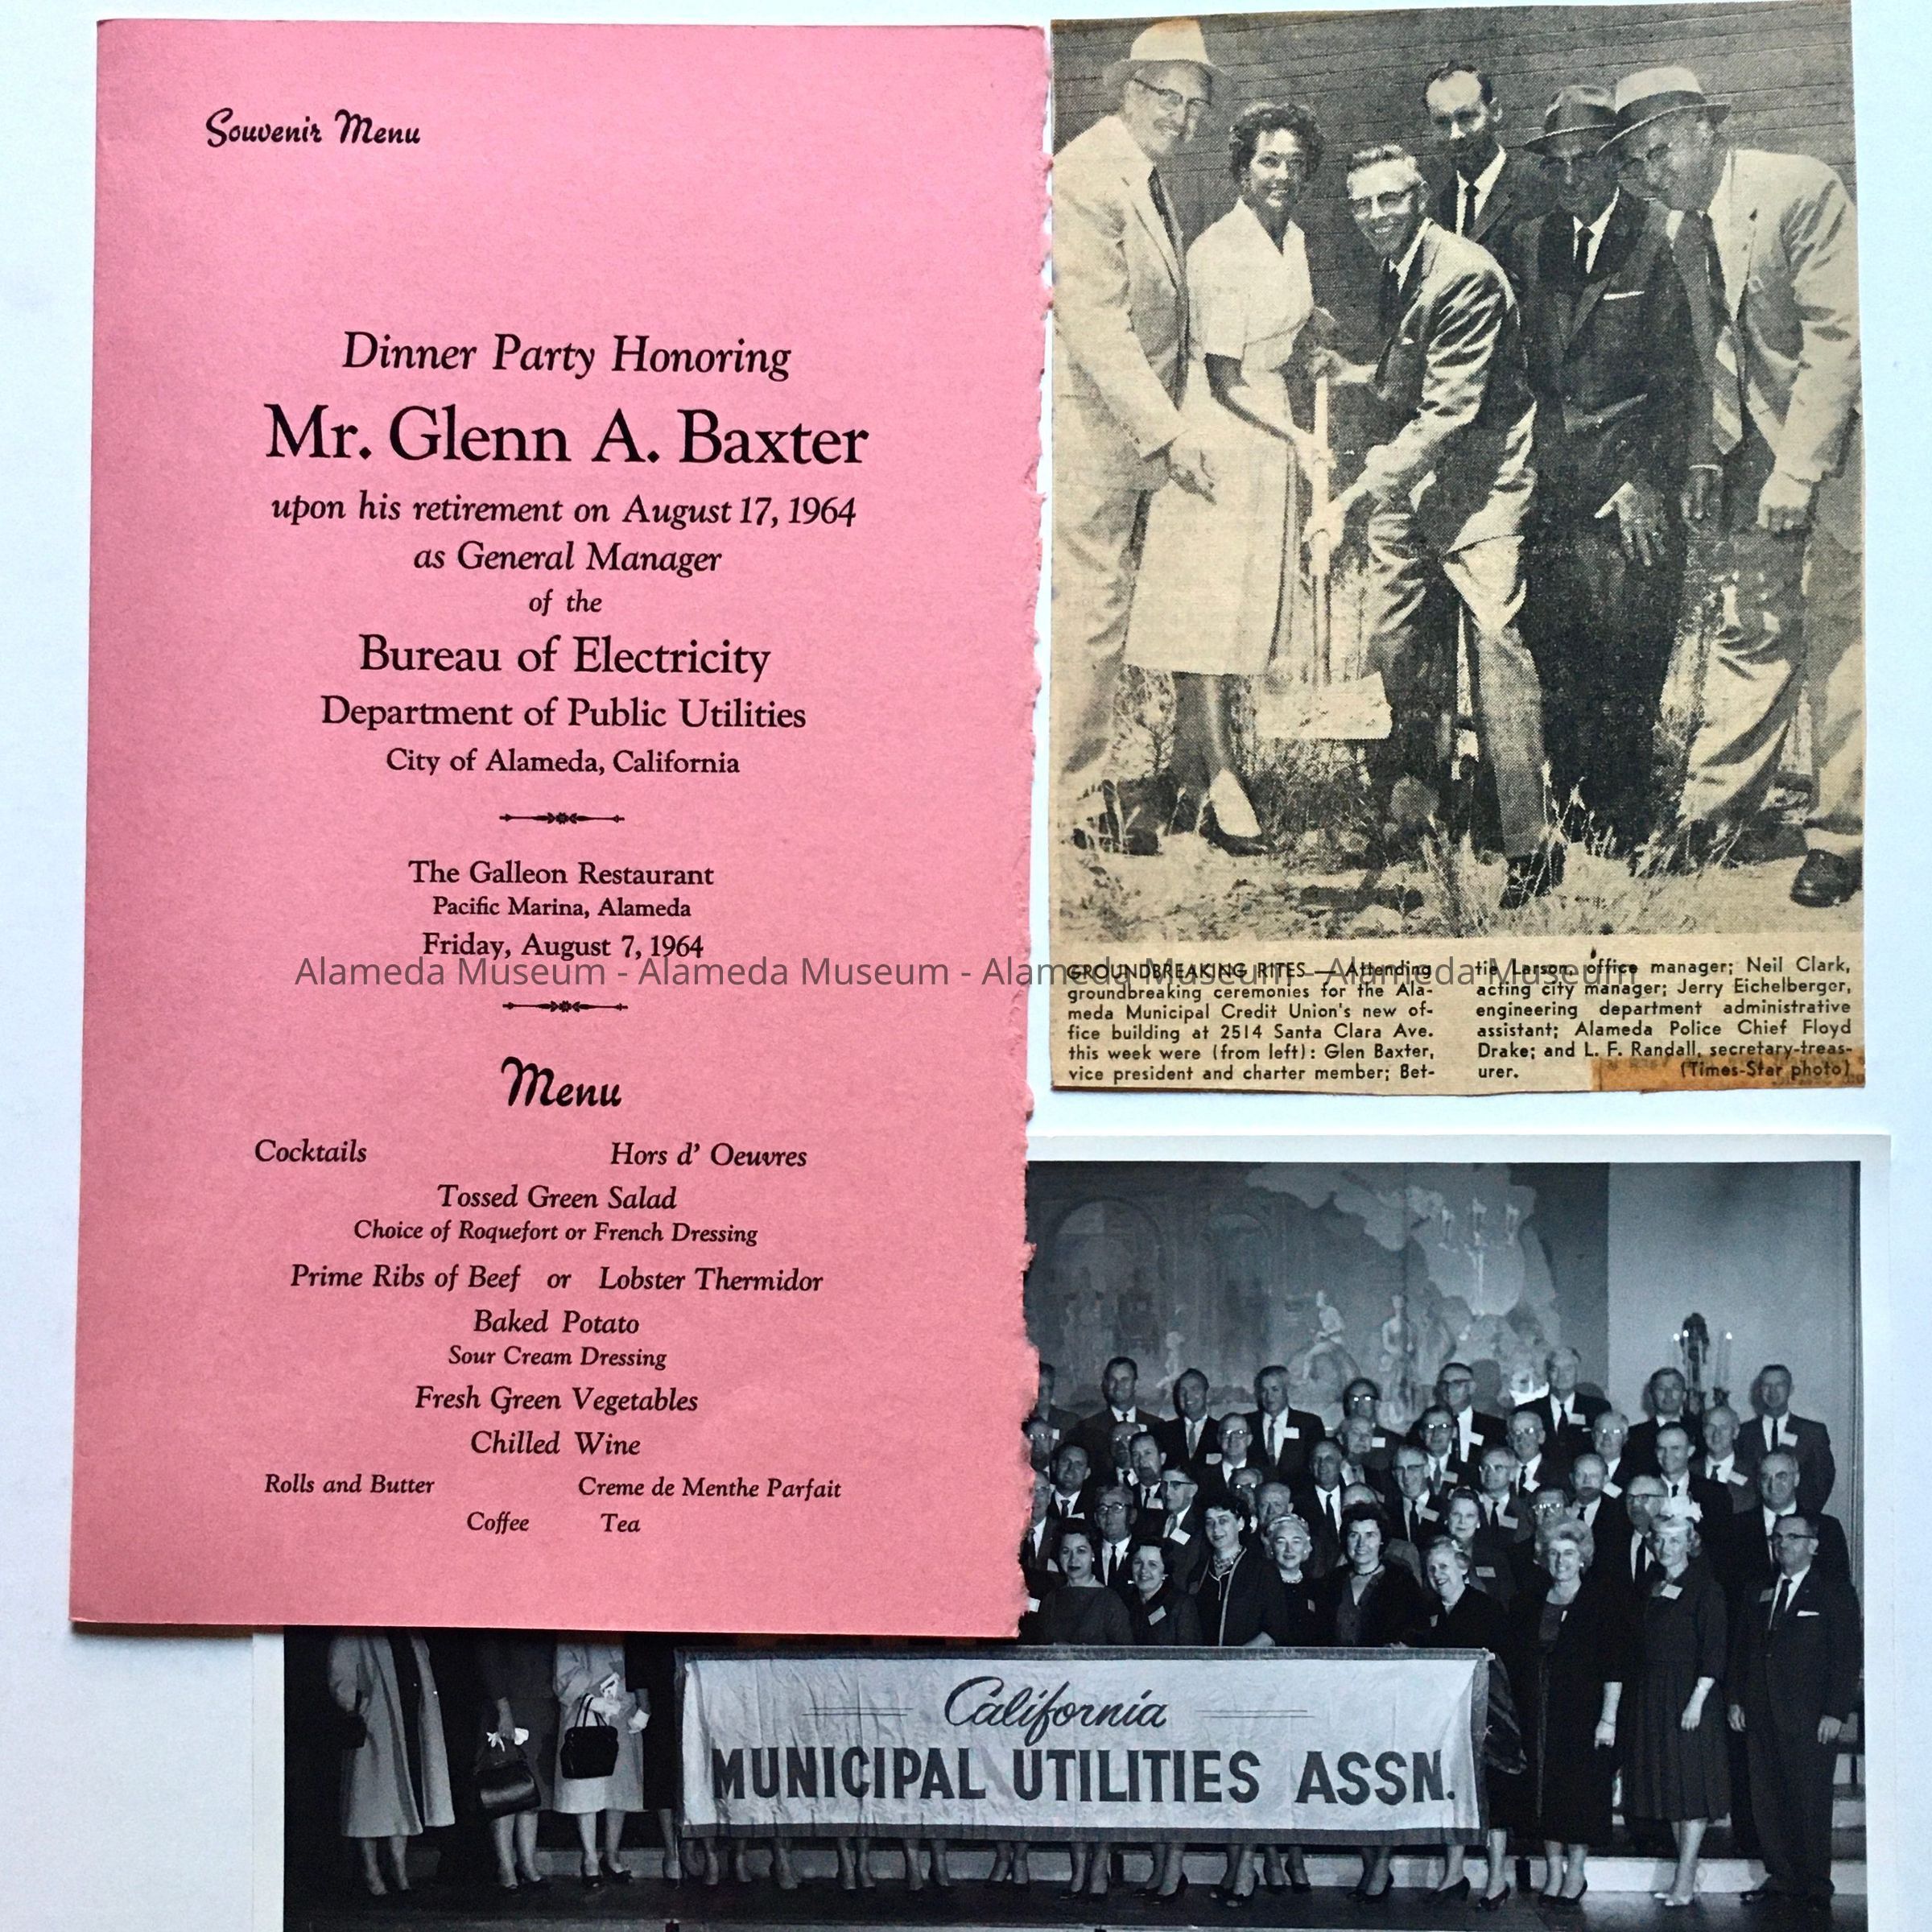 Souvenir Menu
Dinner Party Honoring
Mr. Glenn A. Baxter
upon his retirement on August 17, 1964
as General Manager
of the
Bureau of Electricity
Department of Public Utilities
City of Alameda, California
The Galleon Restaurant
Pacific Marina, Alameda
Friday, August 7, 1964
Menu
Cocktails Hors d' Oeuvres
Tossed Green Salad
Choice of Roquefort or French Dressing
Prime Ribs of Beef or Lobster Thermidor
Baked Potato
Sour Cream Dressing
Fresh Green Vegetables
Chilled Wine
Rolls and Butter Creme de Menthe Parfait
Coffee Tea
GROUNDBREAKING RITES — Attending
groundbreaking ceremonies for the Ala-
meda Municipal Credit Union's new of-
fice building at 2514 Santa Clara Ave.
this week were (from left): Glen Baxter,
vice president and charter member; Bet-
tie Larson, office manager; Neil Clark,
acting city manager; Jerry Eichelberger,
engineering department administrative
assistant; Alameda Police Chief Floyd
Drake; and L. F. Randall, secretary-treas-
urer. (Times-Star photo)
Alameda Museum - Alameda Museum - Alameda Museum - Alameda Museum
California
MUNICIPAL UTILITIES ASSN.